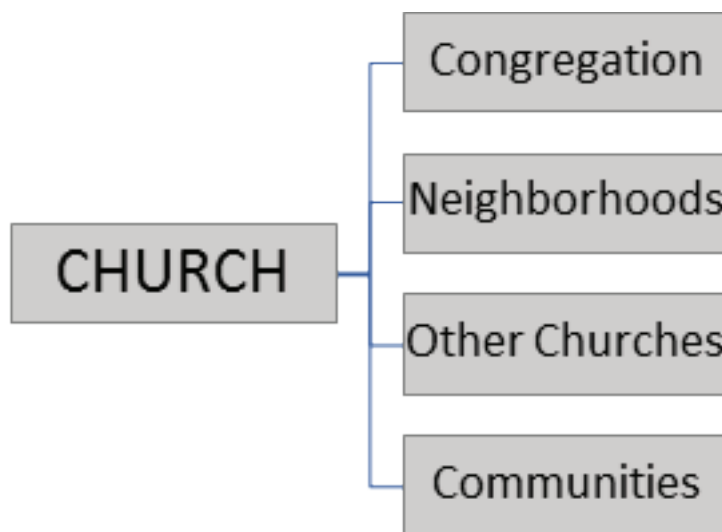 CHURCH
Congregation
Neighborhoods
Other Churches
Communities